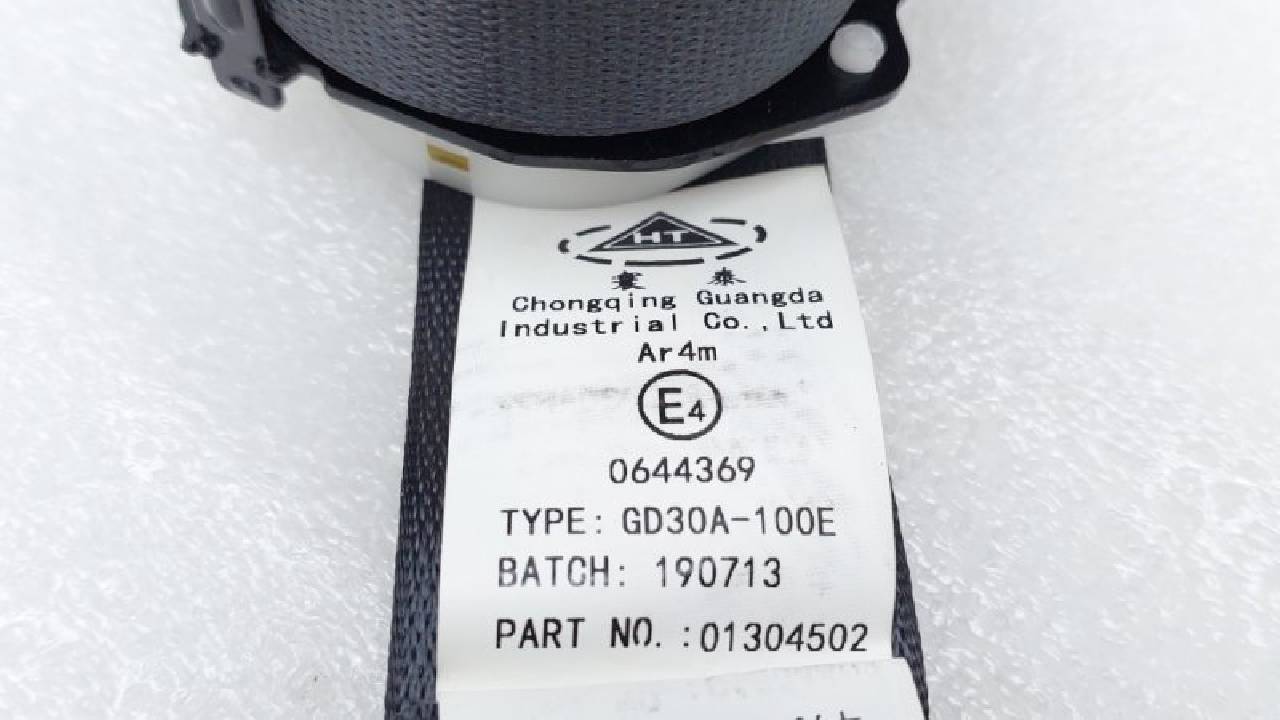 HT
寰 泰
Chongqing Guangda
Industrial Co.,Ltd
Ar4m
E4
0644369
TYPE: GD30A-100E
BATCH: 190713
PART NO.:01304502